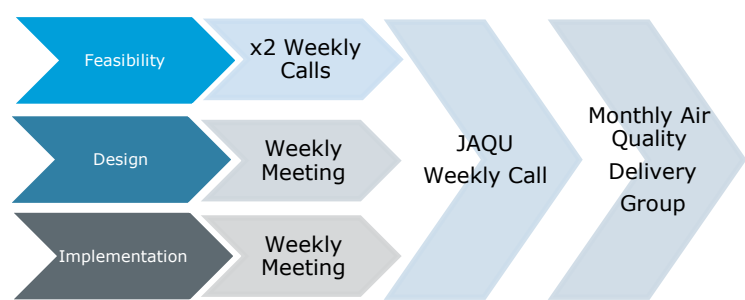 Feasibility
x2 Weekly
Calls
Design
Weekly
Meeting
Implementation
Weekly
Meeting
JAQU
Weekly Call
Monthly Air
Quality
Delivery
Group